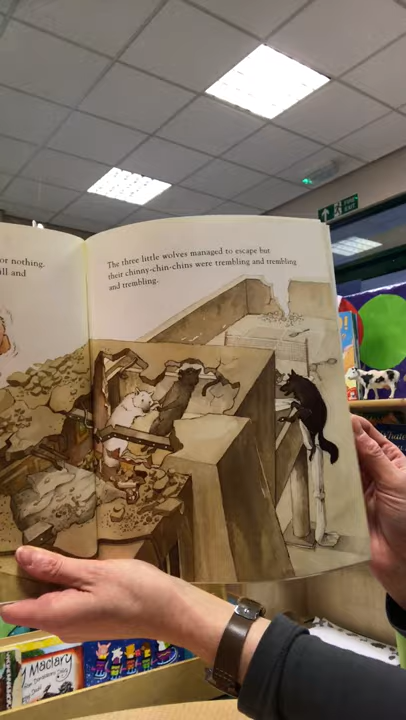 or nothing.
ll and
The three little wolves managed to escape but
their chinny-chin-chins were trembling and trembling
and trembling.
Maclary